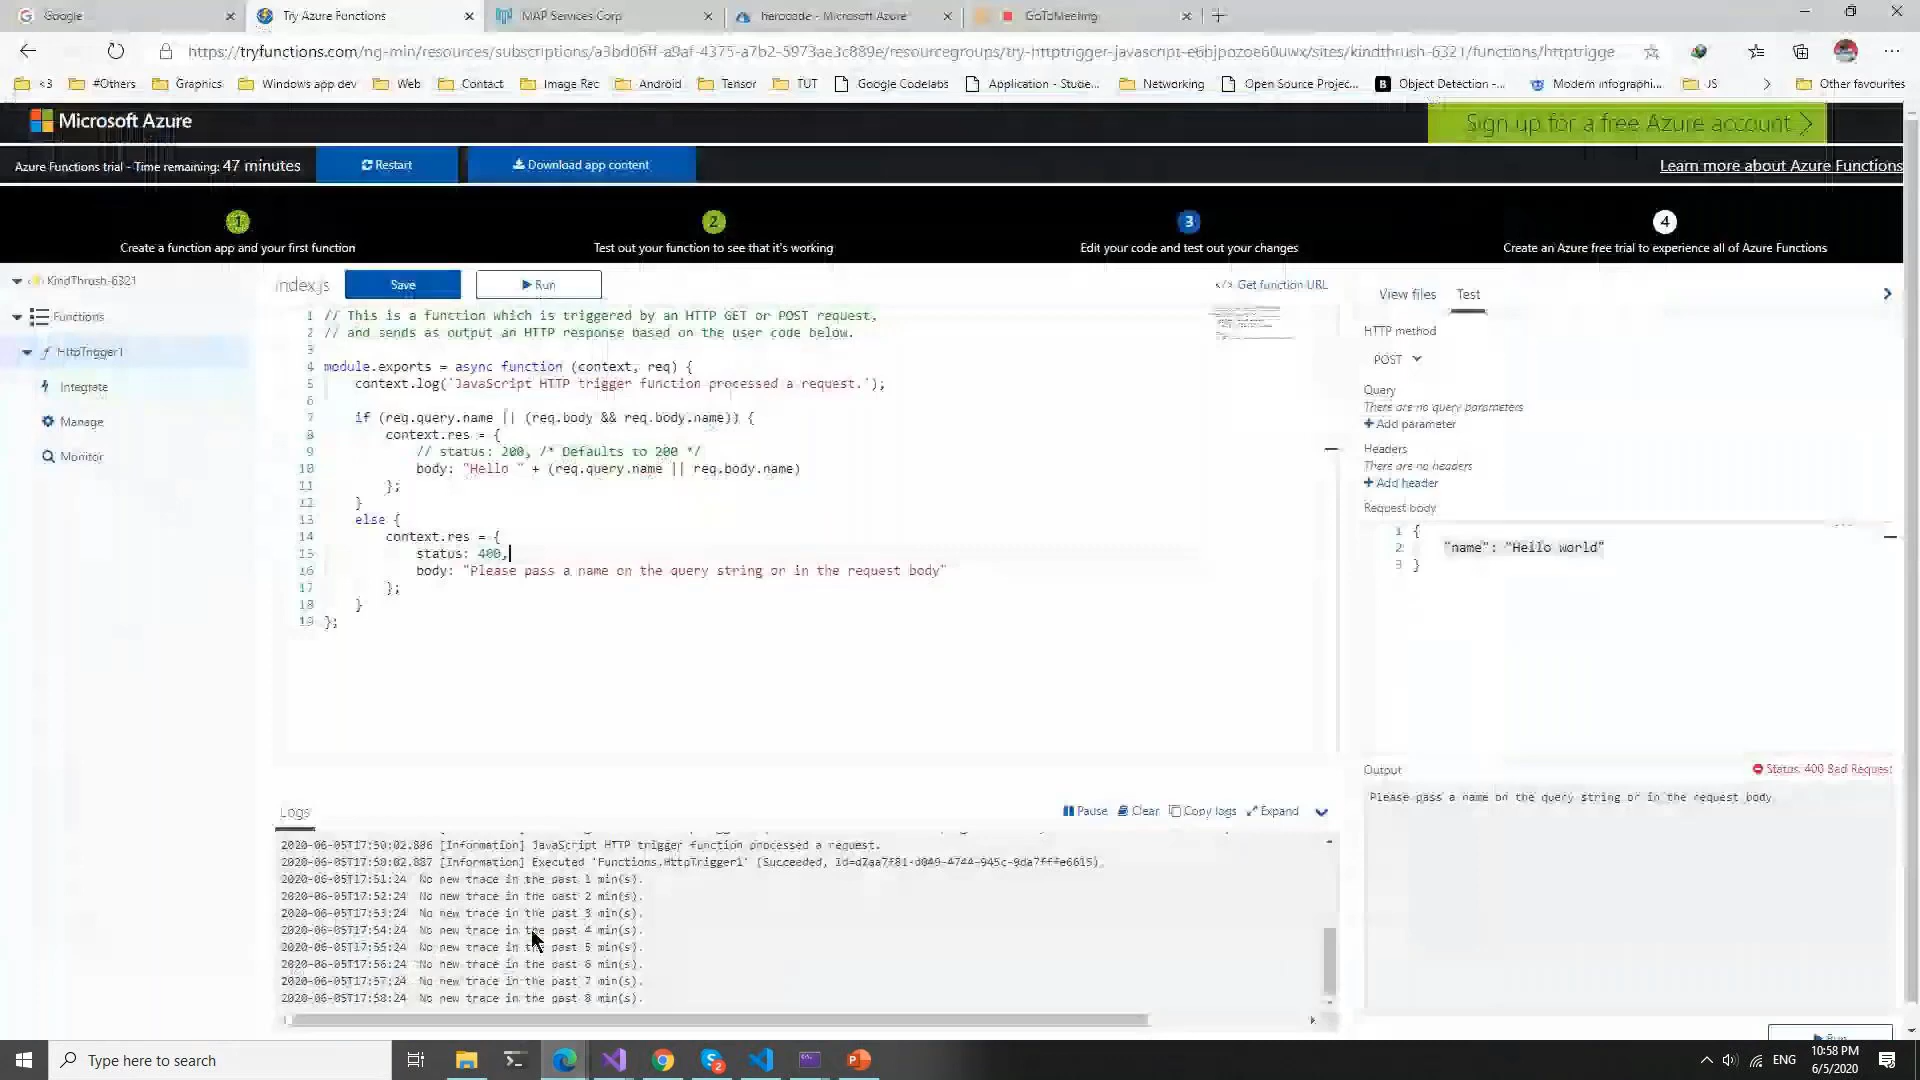 Google
Try Azure Functions
MAP Services Corp
herocode - Microsoft Azure
GoToMeeting
https://tryfunctions.com/ng-min/resources/subscriptions/a3bd06ff-a9af-4375-a7b2-5973ae3c889e/resourcegroups/try-httptrigger-javascript-e6bjpozoe60uwx/sites/kindthrush-6321/functions/httptrigge
<3
#Others
Graphics
Windows app dev
Web
Contact
Image Rec
Android
Tensor
TUT
Google Codelabs
Application - Stude...
Networking
Open Source Projec...
Object Detection -...
Modern infographi...
JS
Other favourites
Microsoft Azure
Sign up for a free Azure account
Azure Functions trial - Time remaining: 47 minutes
Restart
Download app content
Learn more about Azure Functions
1
2
3
4
Create a function app and your first function
Test out your function to see that it's working
Edit your code and test out your changes
Create an Azure free trial to experience all of Azure Functions
KindThrush-6321
Functions
HttpTrigger1
Integrate
Manage
Monitor
index.js
Save
Run
</> Get function URL
1 // This is a function which is triggered by an HTTP GET or POST request,
2 // and sends as output an HTTP response based on the user code below.
3
4 module.exports = async function (context, req) {
5 context.log('JavaScript HTTP trigger function processed a request.');
6
7 if (req.query.name || (req.body && req.body.name)) {
8 context.res = {
9 // status: 200, /* Defaults to 200 */
10 body: "Hello " + (req.query.name || req.body.name)
11 };
12 }
13 else {
14 context.res = {
15 status: 400,
16 body: "Please pass a name on the query string or in the request body"
17 };
18 }
19 };
View files
Test
HTTP method
POST
Query
There are no query parameters
Add parameter
Headers
There are no headers
Add header
Request body
1 {
2 "name": "Hello world"
3 }
Output
Status: 400 Bad Request
Please pass a name on the query string or in the request body
Run
Logs
Pause
Clear
Copy logs
Expand
2020-06-05T17:50:02.886 [Information] JavaScript HTTP trigger function processed a request.
2020-06-05T17:50:02.887 [Information] Executed 'Functions.HttpTrigger1' (Succeeded, Id=d7aa7f81-d049-4744-945c-9da7fffe6615)
2020-06-05T17:51:24 No new trace in the past 1 min(s).
2020-06-05T17:52:24 No new trace in the past 2 min(s).
2020-06-05T17:53:24 No new trace in the past 3 min(s).
2020-06-05T17:54:24 No new trace in the past 4 min(s).
2020-06-05T17:55:24 No new trace in the past 5 min(s).
2020-06-05T17:56:24 No new trace in the past 6 min(s).
2020-06-05T17:57:24 No new trace in the past 7 min(s).
2020-06-05T17:58:24 No new trace in the past 8 min(s).
Type here to search
2
ENG
10:58 PM
6/5/2020